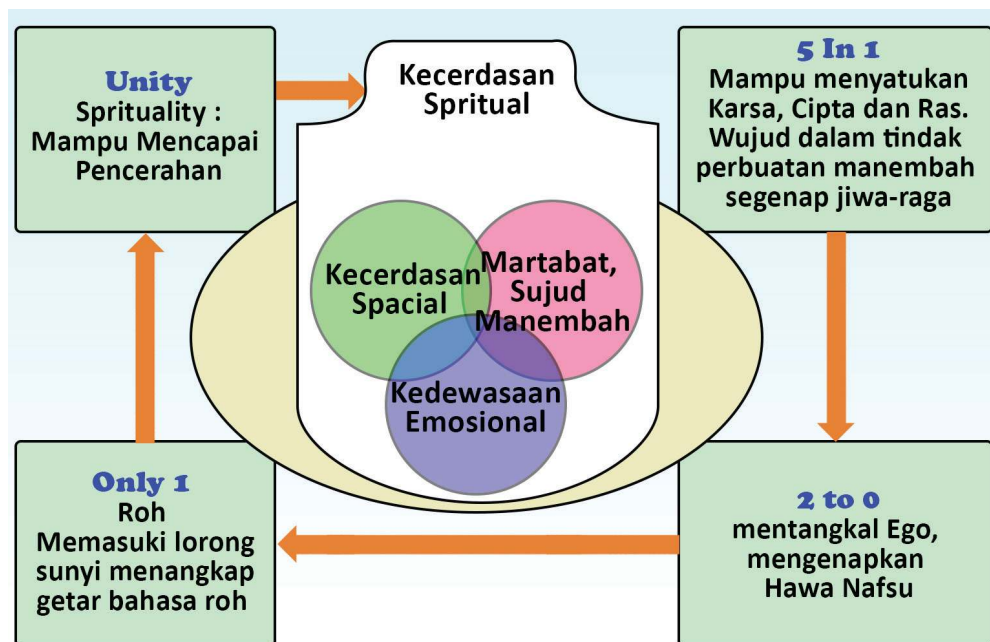 Unity
Sprituality :
Mampu Mencapai
Pencerahan
Kecerdasan
Spritual
5 In 1
Mampu menyatukan
Karsa, Cipta dan Ras.
Wujud dalam tindak
perbuatan manembah
segenap jiwa-raga
Kecerdasan
Spacial
Martabat,
Sujud
Manembah
Kedewasaan
Emosional
Only 1
Roh
Memasuki lorong
sunyi menangkap
getar bahasa roh
2 to 0
mentangkal Ego,
mengenapkan
Hawa Nafsu